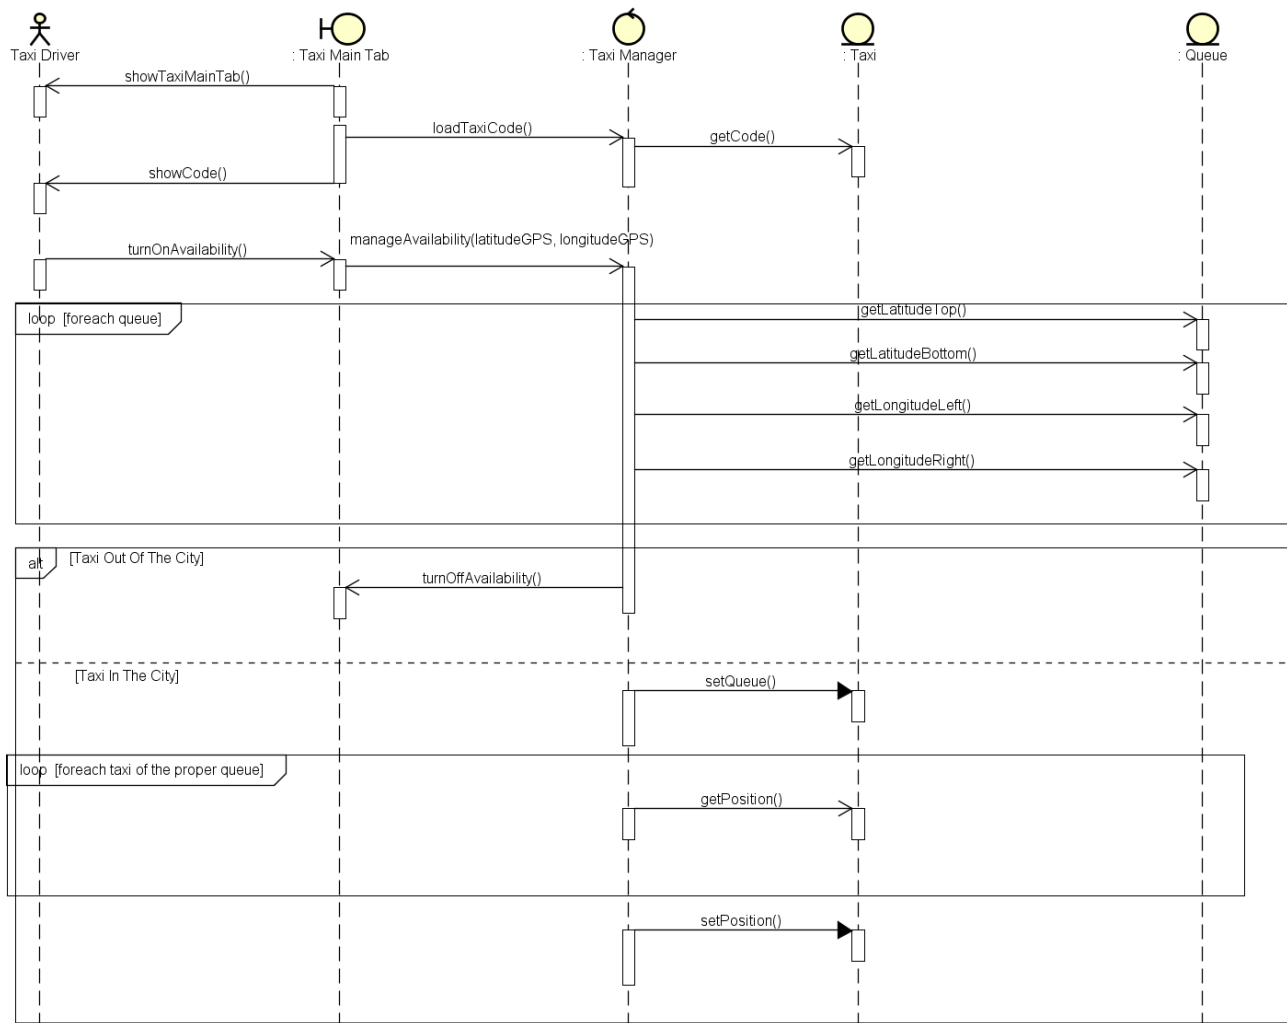 Taxi Driver
: Taxi Main Tab
: Taxi Manager
: Taxi
: Queue
showTaxiMainTab()
loadTaxiCode()
getCode()
showCode()
manageAvailability(latitudeGPS, longitudeGPS)
turnOnAvailability()
loop [foreach queue]
getLatitudeTop()
getLatitudeBottom()
getLongitudeLeft()
getLongitudeRight()
alt [Taxi Out Of The City]
turnOffAvailability()
[Taxi In The City]
setQueue()
loop [foreach taxi of the proper queue]
getPosition()
setPosition()